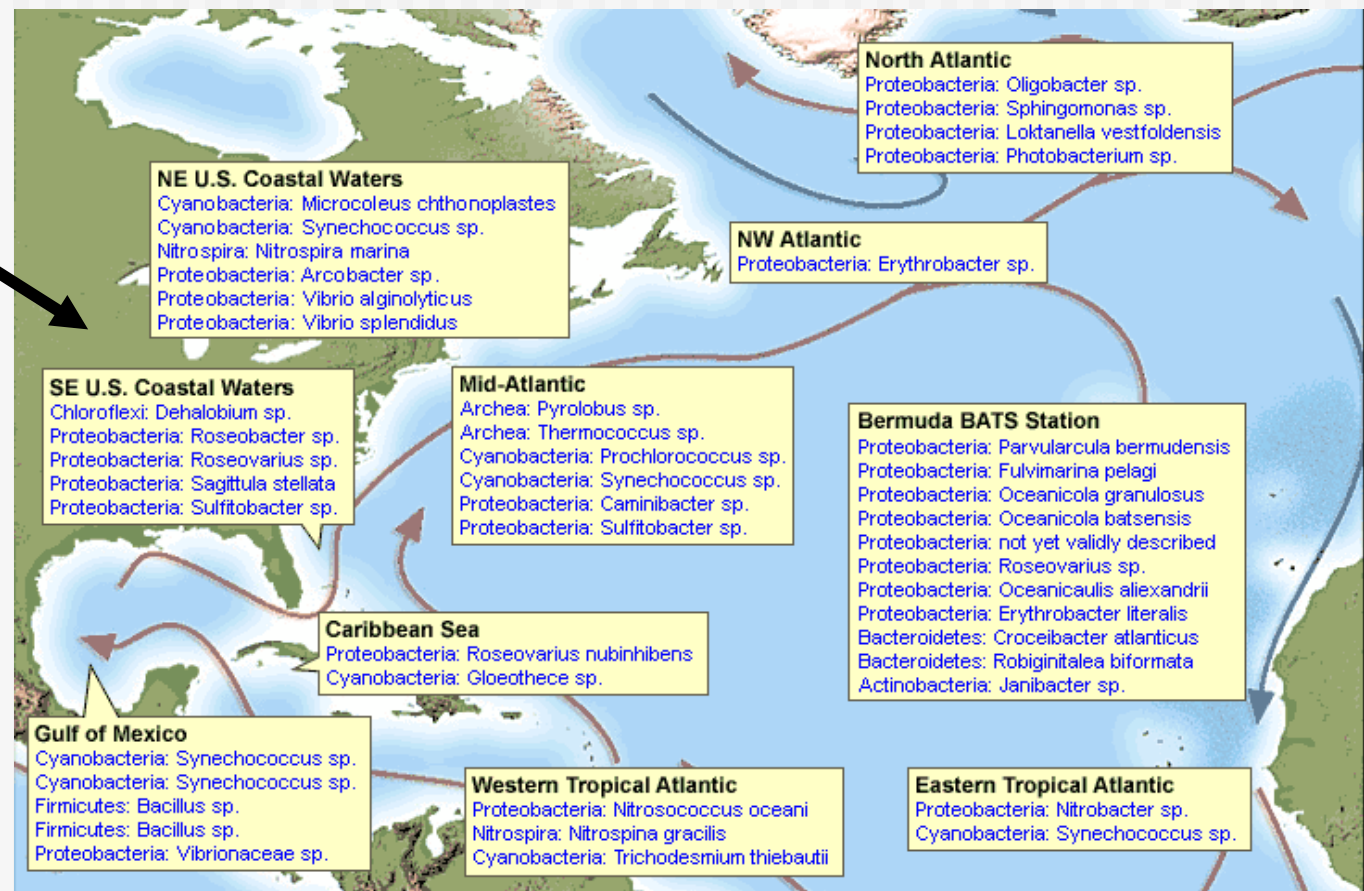 North Atlantic
Proteobacteria: Oligobacter sp.
Proteobacteria: Sphingomonas sp.
Proteobacteria: Loktanella vestfoldensis
Proteobacteria: Photobacterium sp.
NE U.S. Coastal Waters
Cyanobacteria: Microcoleus chthonoplastes
Cyanobacteria: Synechococcus sp.
Nitrospira: Nitrospira marina
Proteobacteria: Arcobacter sp.
Proteobacteria: Vibrio alginolyticus
Proteobacteria: Vibrio splendidus
NW Atlantic
Proteobacteria: Erythrobacter sp.
SE U.S. Coastal Waters
Chloroflexi: Dehalobium sp.
Proteobacteria: Roseobacter sp.
Proteobacteria: Roseovarius sp.
Proteobacteria: Sagittula stellata
Proteobacteria: Sulfitobacter sp.
Mid-Atlantic
Archea: Pyrolobus sp.
Archea: Thermococcus sp.
Cyanobacteria: Prochlorococcus sp.
Cyanobacteria: Synechococcus sp.
Proteobacteria: Caminibacter sp.
Proteobacteria: Sulfitobacter sp.
Bermuda BATS Station
Proteobacteria: Parvularcula bermudensis
Proteobacteria: Fulvimarina pelagi
Proteobacteria: Oceanicola granulosus
Proteobacteria: Oceanicola batsensis
Proteobacteria: not yet validly described
Proteobacteria: Roseovarius sp.
Proteobacteria: Oceanicaulis aliexandrii
Proteobacteria: Erythrobacter literalis
Bacteroidetes: Croceibacter atlanticus
Bacteroidetes: Robiginitalea biformata
Actinobacteria: Janibacter sp.
Caribbean Sea
Proteobacteria: Roseovarius nubinhibens
Cyanobacteria: Gloeothece sp.
Gulf of Mexico
Cyanobacteria: Synechococcus sp.
Cyanobacteria: Synechococcus sp.
Firmicutes: Bacillus sp.
Firmicutes: Bacillus sp.
Proteobacteria: Vibrionaceae sp.
Western Tropical Atlantic
Proteobacteria: Nitrosococcus oceani
Nitrospira: Nitrospina gracilis
Cyanobacteria: Trichodesmium thiebautii
Eastern Tropical Atlantic
Proteobacteria: Nitrobacter sp.
Cyanobacteria: Synechococcus sp.